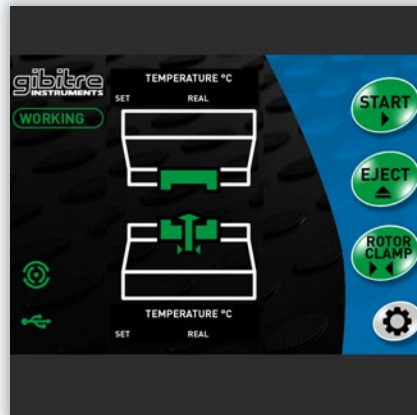 gibitre
INSTRUMENTS
WORKING
TEMPERATURE °C
SET REAL
START
EJECT
ROTOR
CLAMP
TEMPERATURE °C
SET REAL